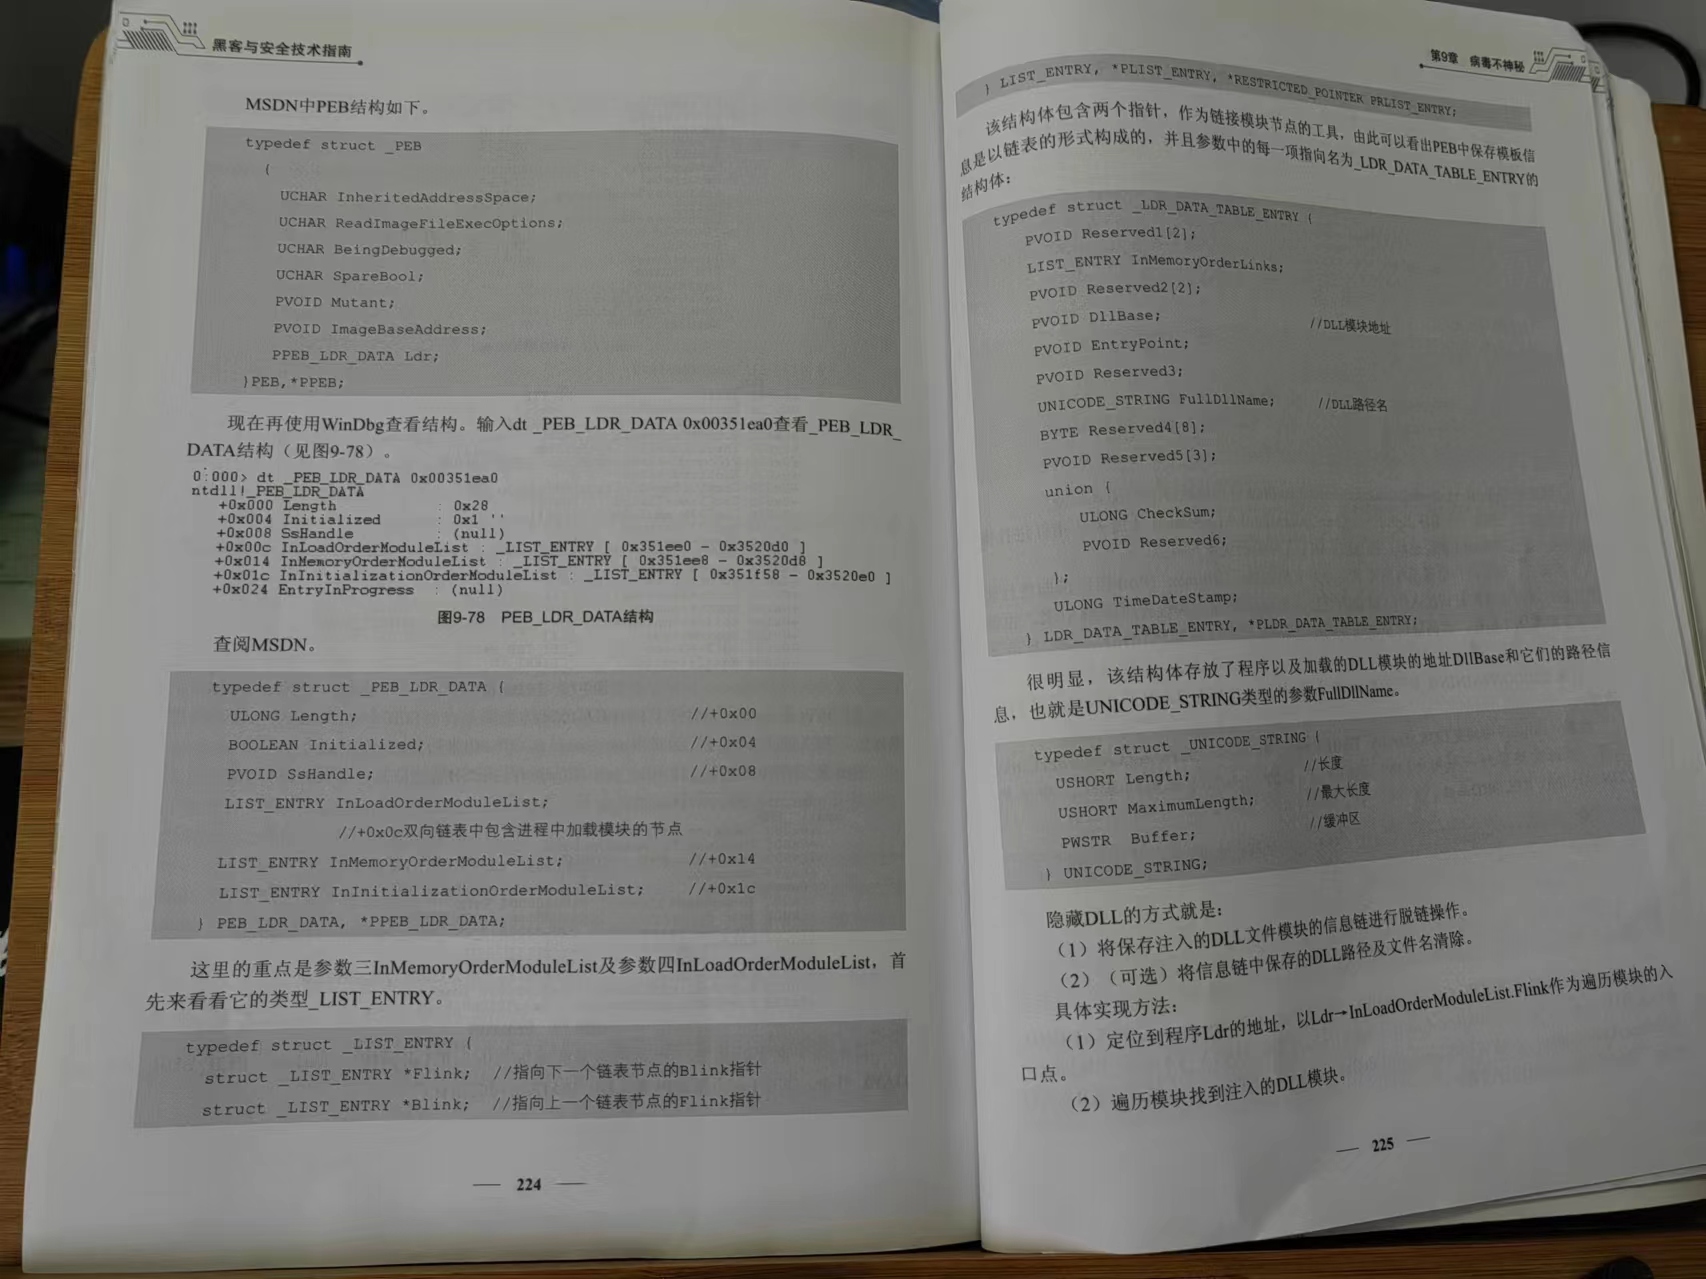 黑客与安全技术指南
MSDN中PEB结构如下。
typedef struct _PEB
{
UCHAR InheritedAddressSpace;
UCHAR ReadImageFileExecOptions;
UCHAR BeingDebugged;
UCHAR SpareBool;
PVOID Mutant;
PVOID ImageBaseAddress;
PPEB_LDR_DATA Ldr;
}PEB,*PPEB;
现在再使用WinDbg查看结构。输入dt _PEB_LDR_DATA 0x00351ea0查看_PEB_LDR_
DATA结构（见图9-78）。
0:000> dt _PEB_LDR_DATA 0x00351ea0
ntdll!_PEB_LDR_DATA
+0x000 Length : 0x28
+0x004 Initialized : 0x1 ''
+0x008 SsHandle : (null)
+0x00c InLoadOrderModuleList : _LIST_ENTRY [ 0x351ee0 - 0x3520d0 ]
+0x014 InMemoryOrderModuleList : _LIST_ENTRY [ 0x351ee8 - 0x3520d8 ]
+0x01c InInitializationOrderModuleList : _LIST_ENTRY [ 0x351f58 - 0x3520e0 ]
+0x024 EntryInProgress : (null)
图9-78 PEB_LDR_DATA结构
查阅MSDN。
typedef struct _PEB_LDR_DATA {
ULONG Length; //+0x00
BOOLEAN Initialized; //+0x04
PVOID SsHandle; //+0x08
LIST_ENTRY InLoadOrderModuleList;
//+0x0c双向链表中包含进程中加载模块的节点
LIST_ENTRY InMemoryOrderModuleList; //+0x14
LIST_ENTRY InInitializationOrderModuleList; //+0x1c
} PEB_LDR_DATA, *PPEB_LDR_DATA;
这里的重点是参数三InMemoryOrderModuleList及参数四InLoadOrderModuleList，首
先来看看它的类型_LIST_ENTRY。
typedef struct _LIST_ENTRY {
struct _LIST_ENTRY *Flink; //指向下一个链表节点的Blink指针
struct _LIST_ENTRY *Blink; //指向上一个链表节点的Flink指针
224
第9章 病毒不神秘
} LIST_ENTRY, *PLIST_ENTRY, *RESTRICTED_POINTER PRLIST_ENTRY;
该结构体包含两个指针，作为链接模块节点的工具，由此可以看出PEB中保存模板信
息是以链表的形式构成的，并且参数中的每一项指向名为_LDR_DATA_TABLE_ENTRY的
结构体：
typedef struct _LDR_DATA_TABLE_ENTRY {
PVOID Reserved1[2];
LIST_ENTRY InMemoryOrderLinks;
PVOID Reserved2[2];
PVOID DllBase; //DLL模块地址
PVOID EntryPoint;
PVOID Reserved3;
UNICODE_STRING FullDllName; //DLL路径名
BYTE Reserved4[8];
PVOID Reserved5[3];
union {
ULONG CheckSum;
PVOID Reserved6;
};
ULONG TimeDateStamp;
} LDR_DATA_TABLE_ENTRY, *PLDR_DATA_TABLE_ENTRY;
很明显，该结构体存放了程序以及加载的DLL模块的地址DllBase和它们的路径信
息，也就是UNICODE_STRING类型的参数FullDllName。
typedef struct _UNICODE_STRING {
USHORT Length; //长度
USHORT MaximumLength; //最大长度
PWSTR Buffer; //缓冲区
} UNICODE_STRING;
隐藏DLL的方式就是：
（1）将保存注入的DLL文件模块的信息链进行脱链操作。
（2）（可选）将信息链中保存的DLL路径及文件名清除。
具体实现方法：
（1）定位到程序Ldr的地址，以Ldr→InLoadOrderModuleList.Flink作为遍历模块的入
口点。
（2）遍历模块找到注入的DLL模块。
225